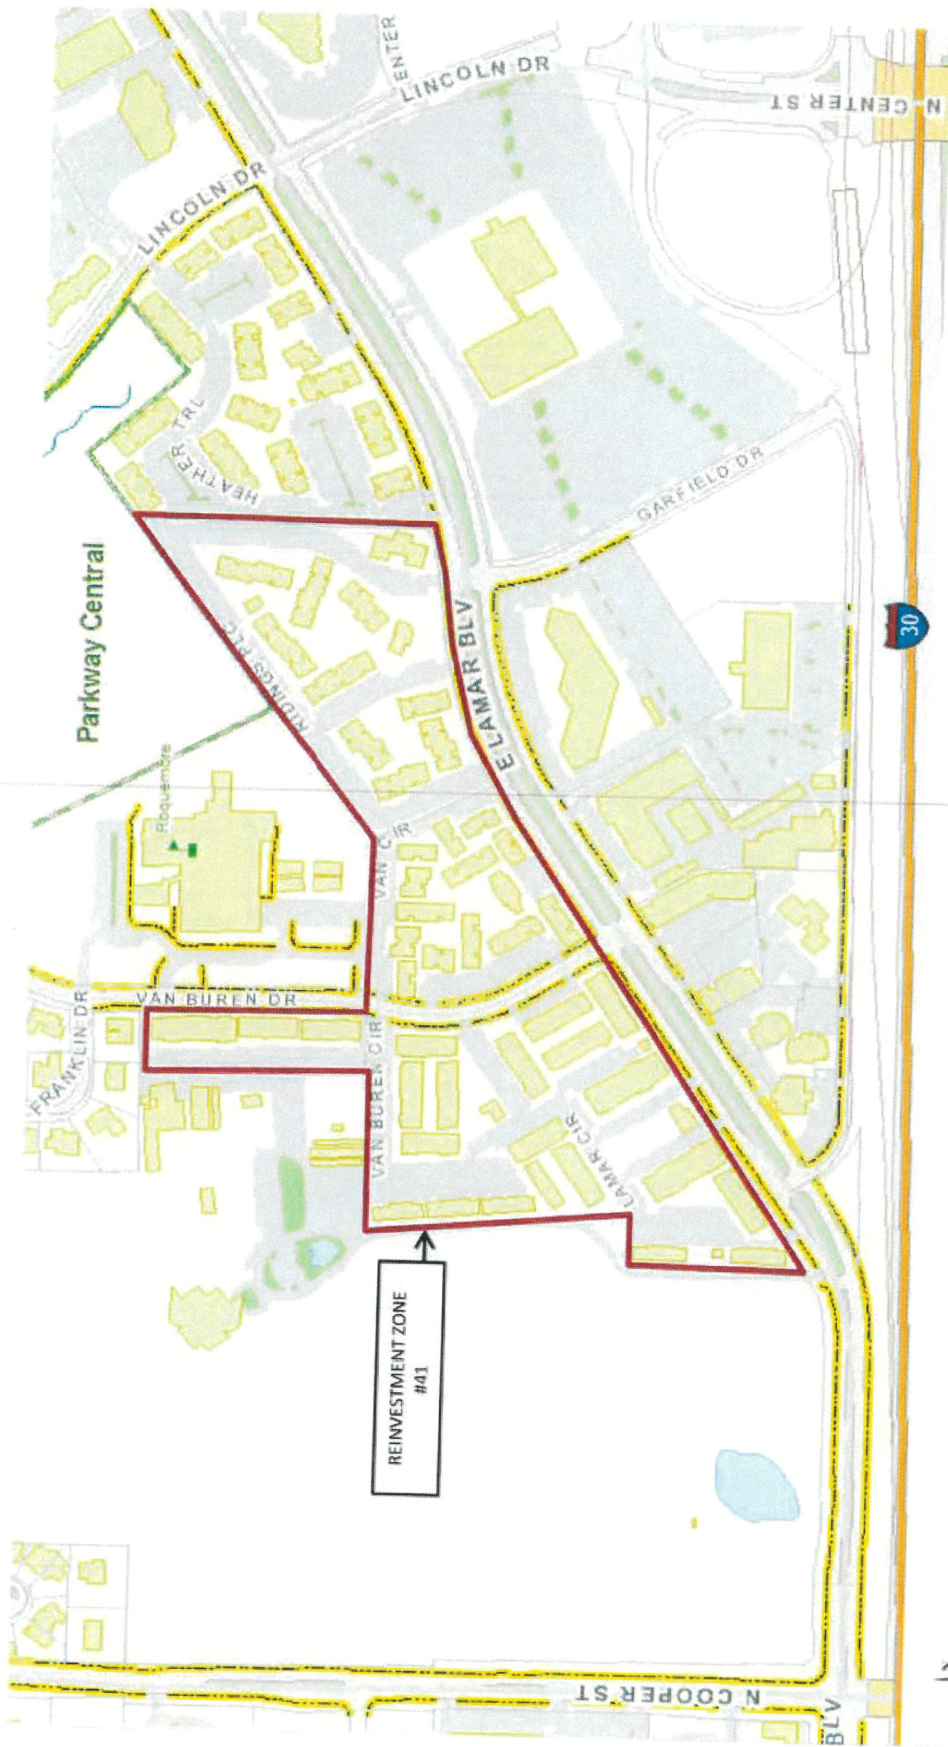 LINCOLN DR
ENTER
LINCOLN DR
N CENTER ST
HEATHER TRL
GARFIELD DR
Parkway Central
RIDINGS PLC
E LAMAR BLV
30
Roquemore
VAN CIR
VAN BUREN DR
FRANKLIN DR
VAN BUREN CIR
LAMAR CIR
REINVESTMENT ZONE
#41
N COOPER ST
BLV